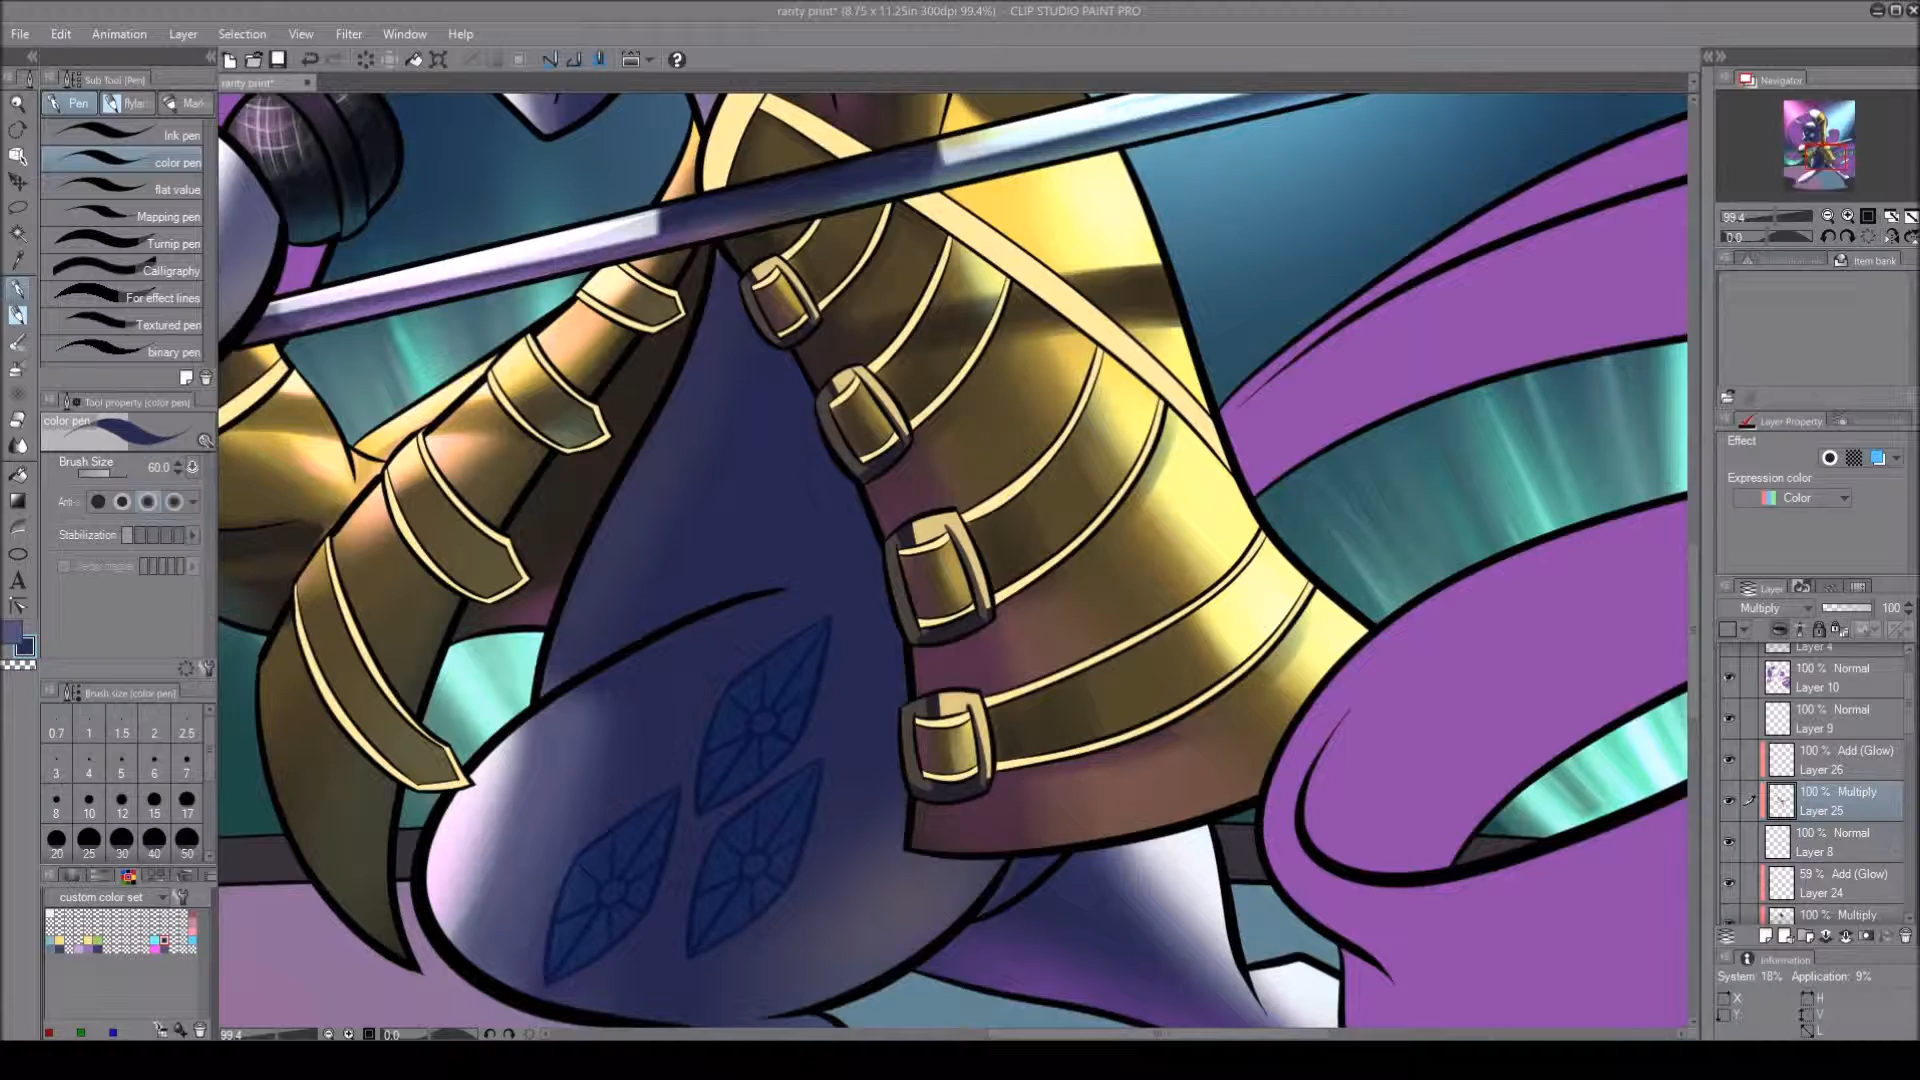 rarity print* (8.75 x 11.25in 300dpi 99.4%) - CLIP STUDIO PAINT PRO
File Edit Animation Layer Selection View Filter Window Help
Sub Tool [Pen]
rarity print*
Navigator
Pen
Ink pen
color pen
flat value
Mapping pen
Turnip pen
Calligraphy
For effect lines
Textured pen
binary pen
99.4
0.0
Item bank
Tool property [color pen]
color pen
Brush Size 60.0
Stabilization
Layer Property
Effect
Expression color
Color
Layer
Multiply 100
Layer 4
100 % Normal
Layer 10
100 % Normal
Layer 9
100 % Add (Glow)
Layer 26
100 % Multiply
Layer 25
100 % Normal
Layer 8
59 % Add (Glow)
Layer 24
100 % Multiply
Brush size [color pen]
0.7 1 1.5 2 2.5
3 4 5 6 7
8 10 12 15 17
20 25 30 40 50
custom color set
Information
System: 18% Application: 9%
X H
Y: V
L
99.4 0.0